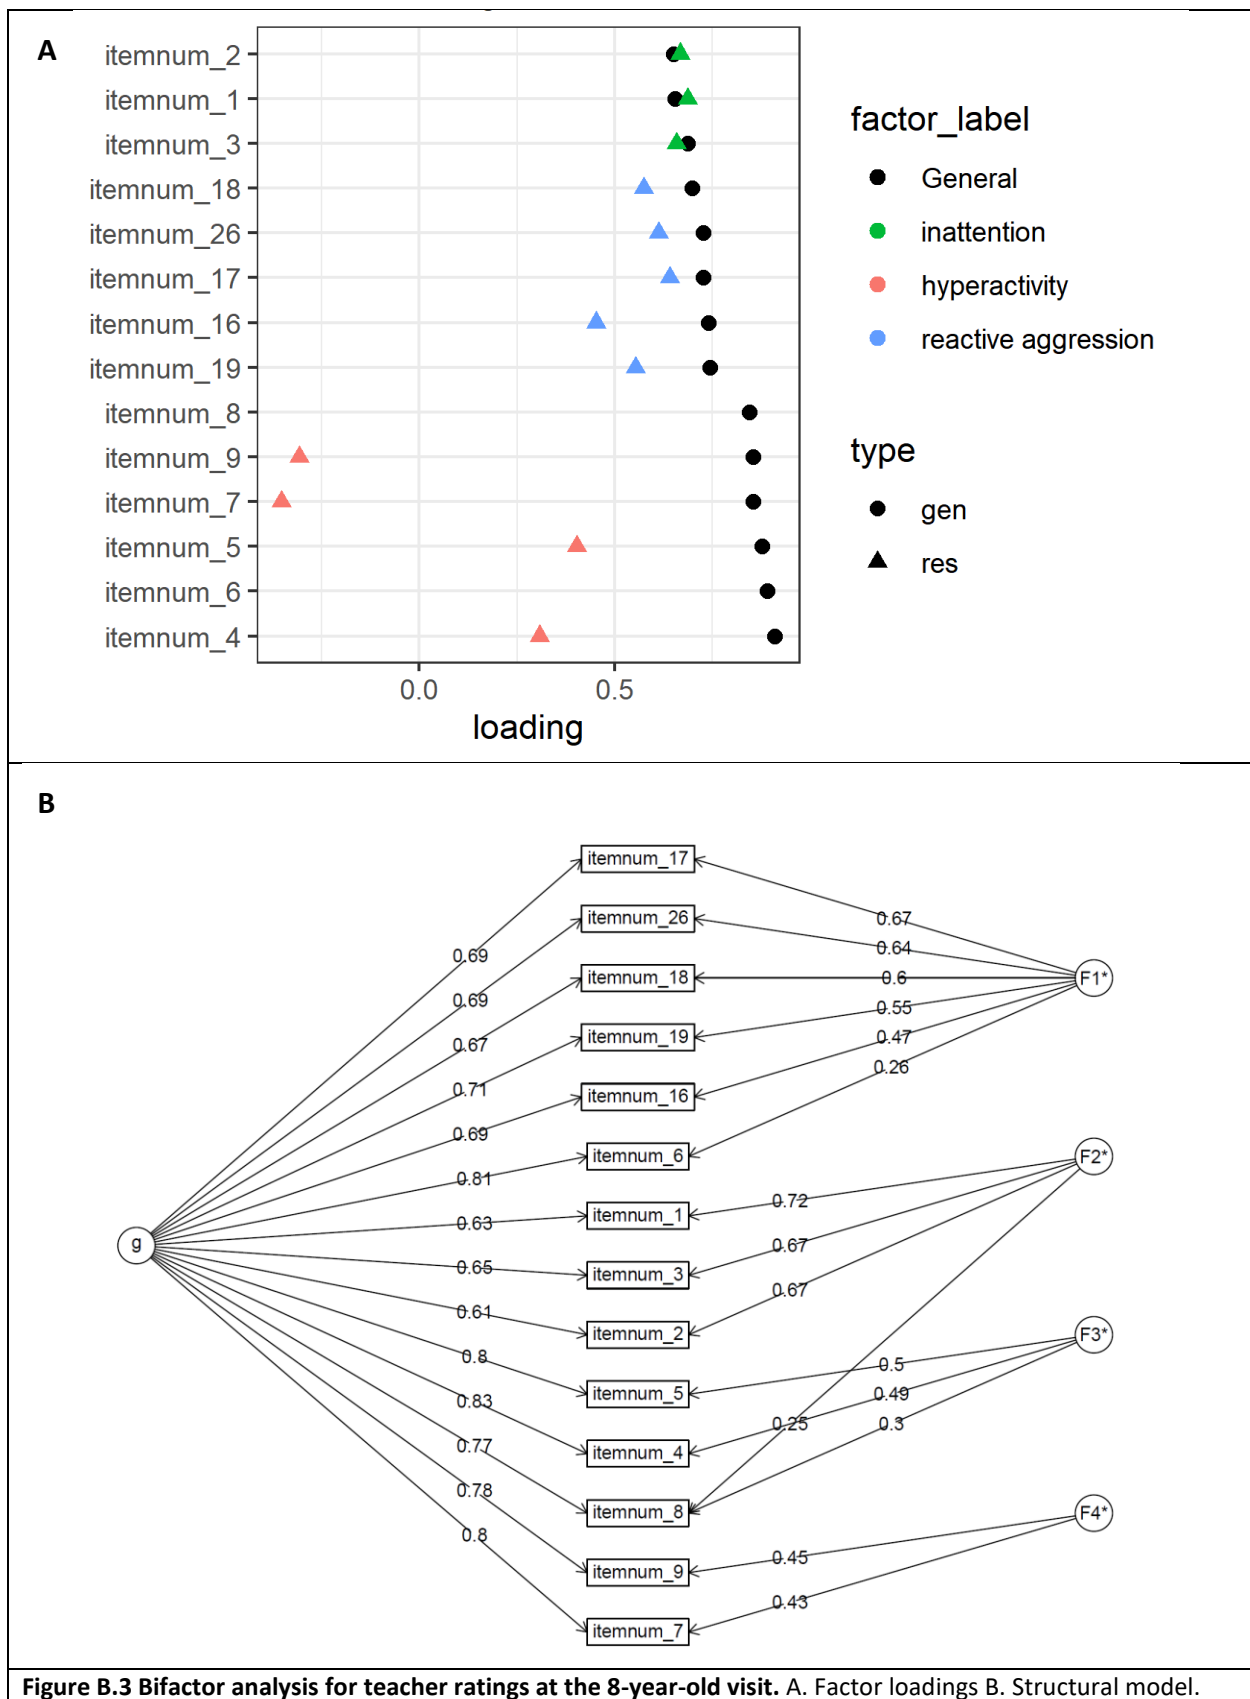 A
itemnum_2
itemnum_1
itemnum_3
itemnum_18
itemnum_26
itemnum_17
itemnum_16
itemnum_19
itemnum_8
itemnum_9
itemnum_7
itemnum_5
itemnum_6
itemnum_4
0.0 0.5
loading
factor_label
General
inattention
hyperactivity
reactive aggression
type
gen
res
B
itemnum_17
itemnum_26
itemnum_18
itemnum_19
itemnum_16
itemnum_6
itemnum_1
itemnum_3
itemnum_2
itemnum_5
itemnum_4
itemnum_8
itemnum_9
itemnum_7
g
0.69
0.69
0.67
0.71
0.69
0.81
0.63
0.65
0.61
0.8
0.83
0.77
0.78
0.8
0.67
0.64
0.6
0.55
0.47
0.26
0.72
0.67
0.67
0.25
0.5
0.49
0.3
0.45
0.43
F1*
F2*
F3*
F4*
Figure B.3 Bifactor analysis for teacher ratings at the 8-year-old visit. A. Factor loadings B. Structural model.